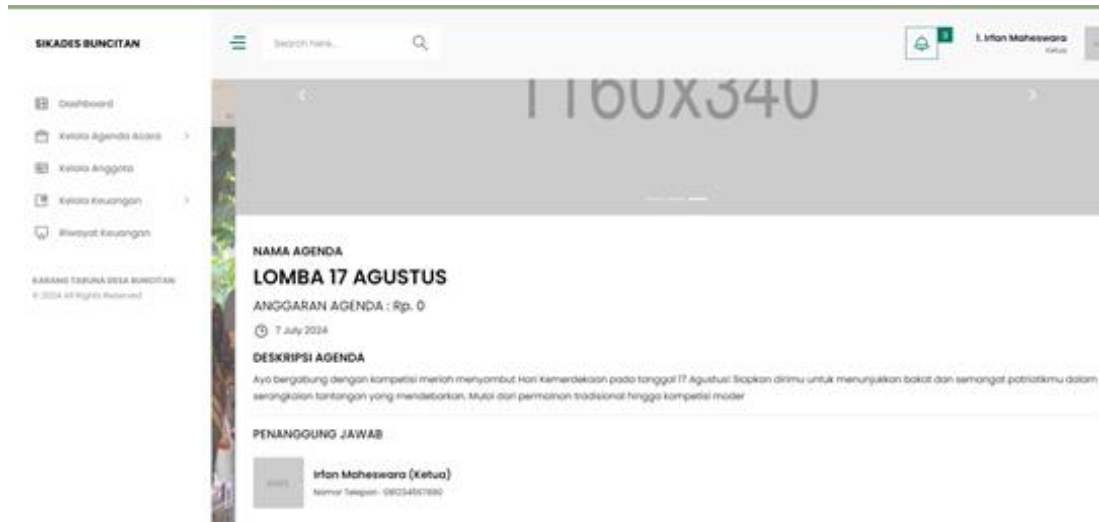 SIKADES BUNCITAN
Search here...
3
1. Irfan Maheswara
Ketua
Dashboard
Kelola Agenda Acara
Kelola Anggota
Kelola Keuangan
Riwayat Keuangan
KARANG TARUNA DESA BUNCITAN
© 2024 All Rights Reserved
1160X340
NAMA AGENDA
LOMBA 17 AGUSTUS
ANGGARAN AGENDA : Rp. 0
7 July 2024
DESKRIPSI AGENDA
Ayo bergabung dengan kompetisi meriah menyambut Hari Kemerdekaan pada tanggal 17 Agustus! Siapkan dirimu untuk menunjukkan bakat dan semangat patriotikmu dalam
serangkaian tantangan yang mendebarkan. Mulai dari permainan tradisional hingga kompetisi moder
PENANGGUNG JAWAB
Irfan Maheswara (Ketua)
Nomor Telepon :